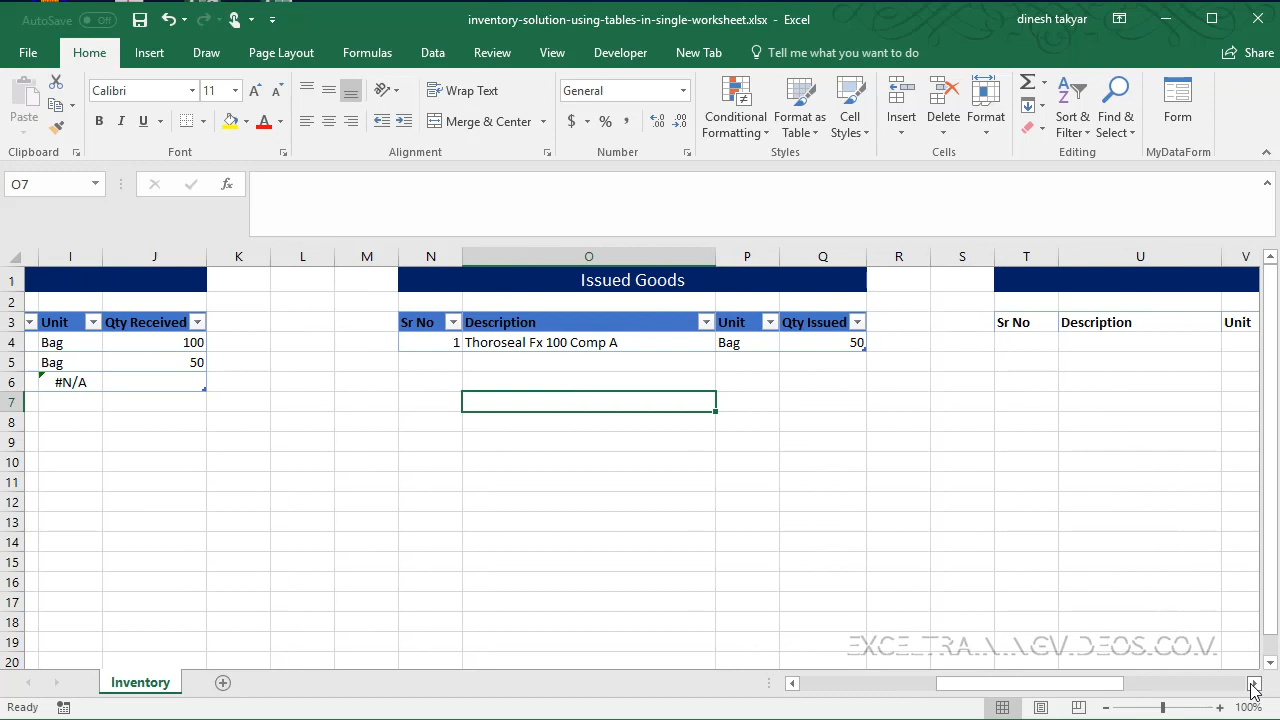 AutoSave Off
inventory-solution-using-tables-in-single-worksheet.xlsx - Excel
dinesh takyar
File Home Insert Draw Page Layout Formulas Data Review View Developer New Tab Tell me what you want to do Share
Paste
Calibri 11
B I U
Wrap Text
Merge & Center
General
$ % ,
Conditional Formatting
Format as Table
Cell Styles
Insert Delete Format
Sort & Filter
Find & Select
Form
Clipboard Font Alignment Number Styles Cells Editing MyDataForm
O7 fx
I J K L M N O P Q R S T U V
1 Issued Goods
2
3 Unit Qty Received Sr No Description Unit Qty Issued Sr No Description Unit
4 Bag 100 1 Thoroseal Fx 100 Comp A Bag 50
5 Bag 50
6 #N/A
7
8
9
10
11
12
13
14
15
16
17
18
19
20
EXCELTRAININGVIDEOS.COM
Inventory
Ready 100%